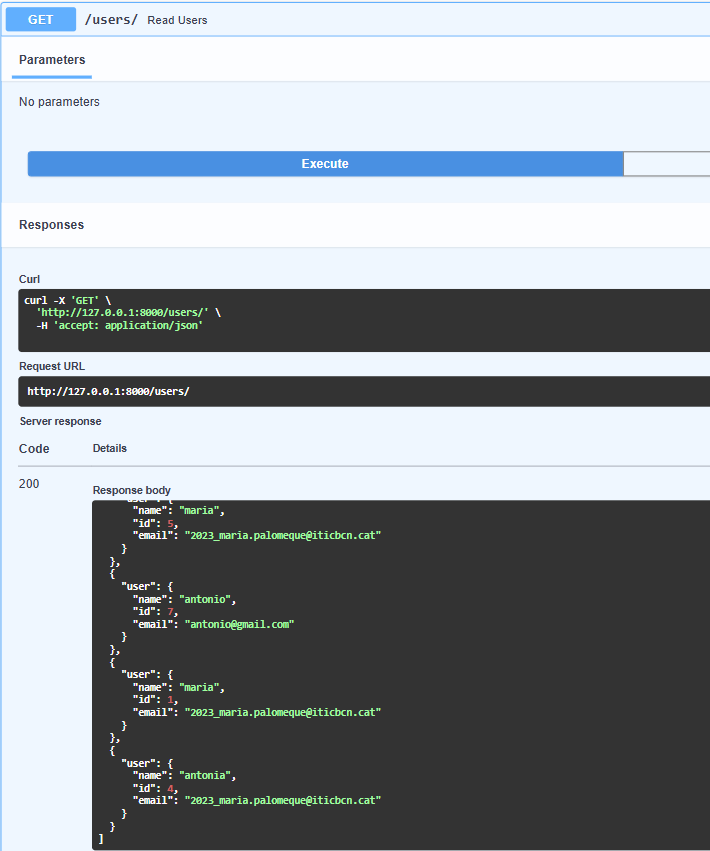 GET /users/ Read Users
Parameters
No parameters
Execute
Responses
Curl
curl -X 'GET' \
  'http://127.0.0.1:8000/users/' \
  -H 'accept: application/json'
Request URL
http://127.0.0.1:8000/users/
Server response
Code Details
200
Response body
    "user": {
      "name": "maria",
      "id": 5,
      "email": "2023_maria.palomeque@iticbcn.cat"
    }
  },
  {
    "user": {
      "name": "antonio",
      "id": 7,
      "email": "antonio@gmail.com"
    }
  },
  {
    "user": {
      "name": "maria",
      "id": 1,
      "email": "2023_maria.palomeque@iticbcn.cat"
    }
  },
  {
    "user": {
      "name": "antonia",
      "id": 4,
      "email": "2023_maria.palomeque@iticbcn.cat"
    }
  }
]